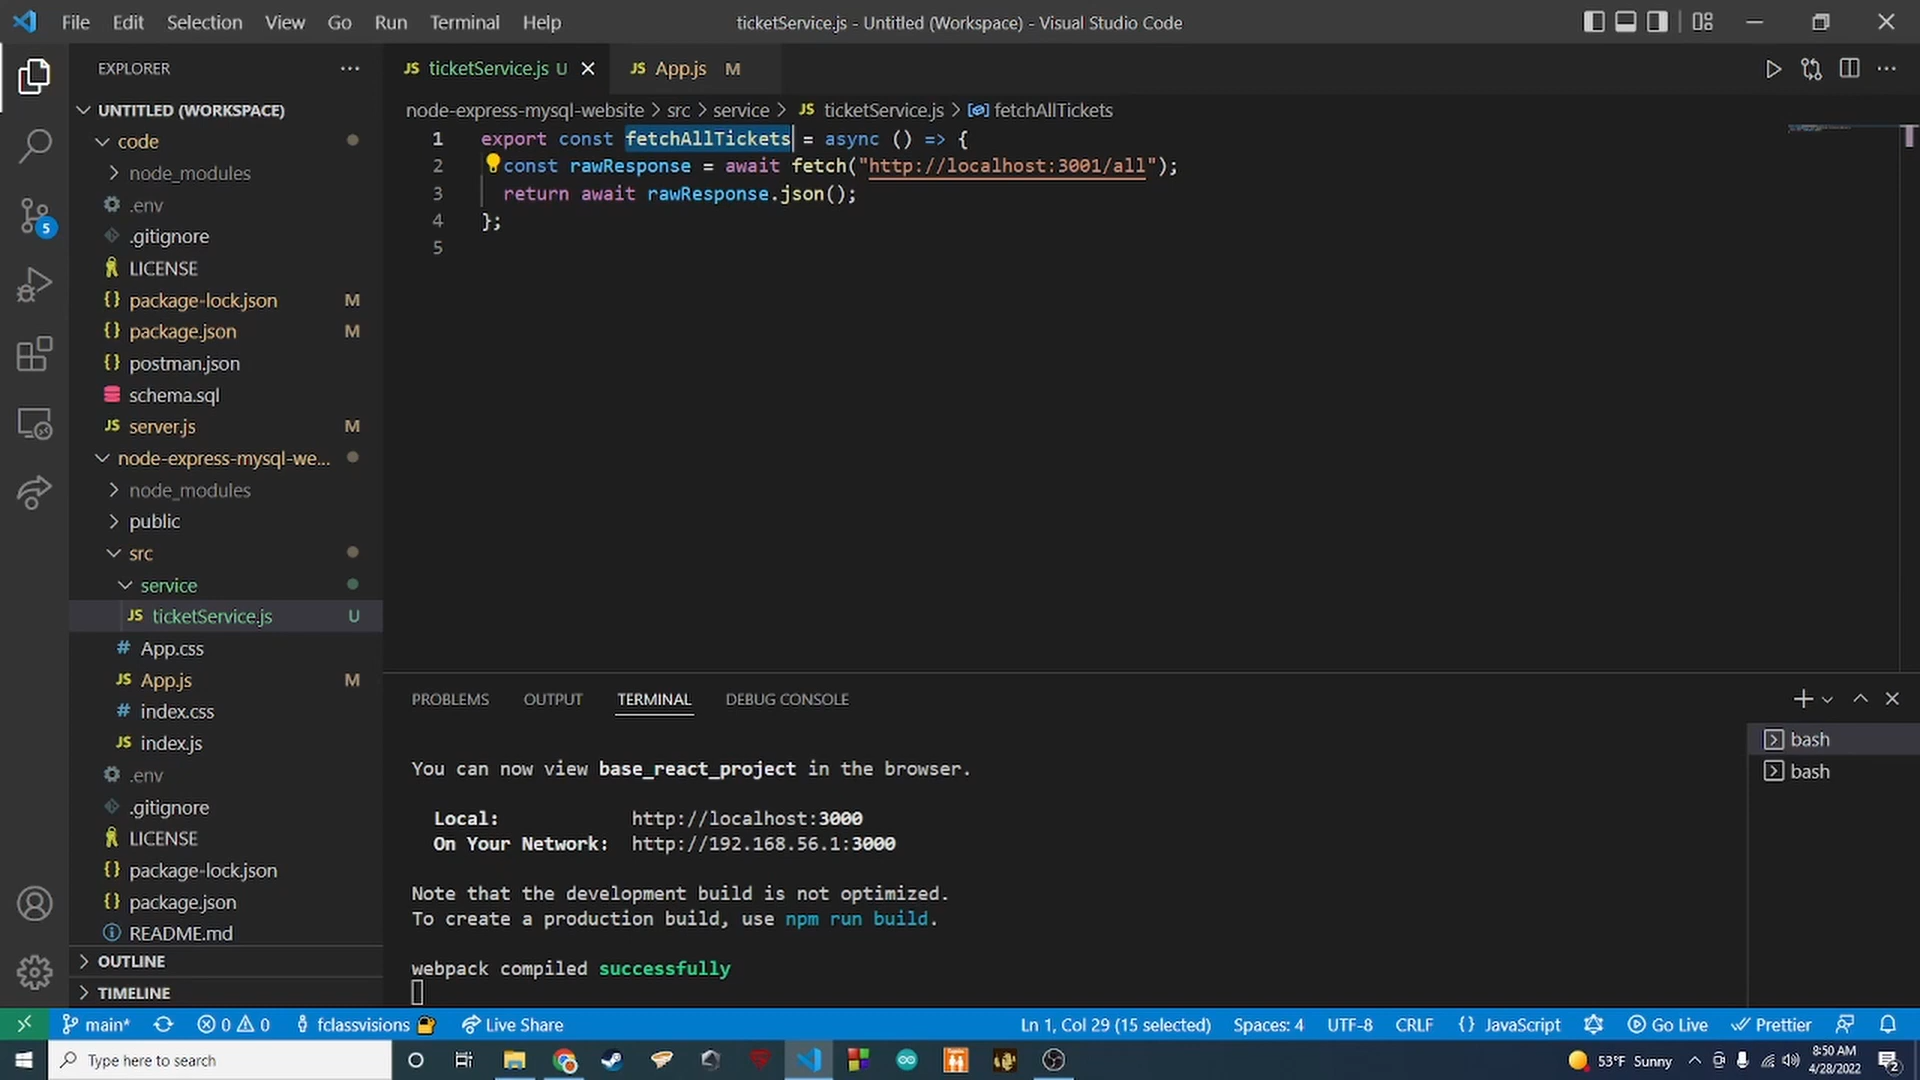 File Edit Selection View Go Run Terminal Help
ticketService.js - Untitled (Workspace) - Visual Studio Code
EXPLORER
UNTITLED (WORKSPACE)
code
node_modules
.env
.gitignore
LICENSE
package-lock.json M
package.json M
postman.json
schema.sql
JS server.js M
node-express-mysql-we...
node_modules
public
src
service
JS ticketService.js U
# App.css
JS App.js M
# index.css
JS index.js
.env
.gitignore
LICENSE
package-lock.json
package.json
README.md
OUTLINE
TIMELINE
5
JS ticketService.js U
JS App.js M
node-express-mysql-website > src > service > JS ticketService.js > fetchAllTickets
1 export const fetchAllTickets = async () => {
2 const rawResponse = await fetch("http://localhost:3001/all");
3 return await rawResponse.json();
4 };
5
PROBLEMS OUTPUT TERMINAL DEBUG CONSOLE
You can now view base_react_project in the browser.
Local: http://localhost:3000
On Your Network: http://192.168.56.1:3000
Note that the development build is not optimized.
To create a production build, use npm run build.
webpack compiled successfully
bash
bash
main* 0 0 fclassvisions Live Share Ln 1, Col 29 (15 selected) Spaces: 4 UTF-8 CRLF {} JavaScript Go Live Prettier
Type here to search
53°F Sunny
8:50 AM
4/28/2022
2